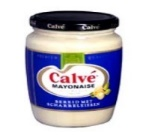 Calvé
MAYONAISE
BEREID MET
SCHARRELEIEREN